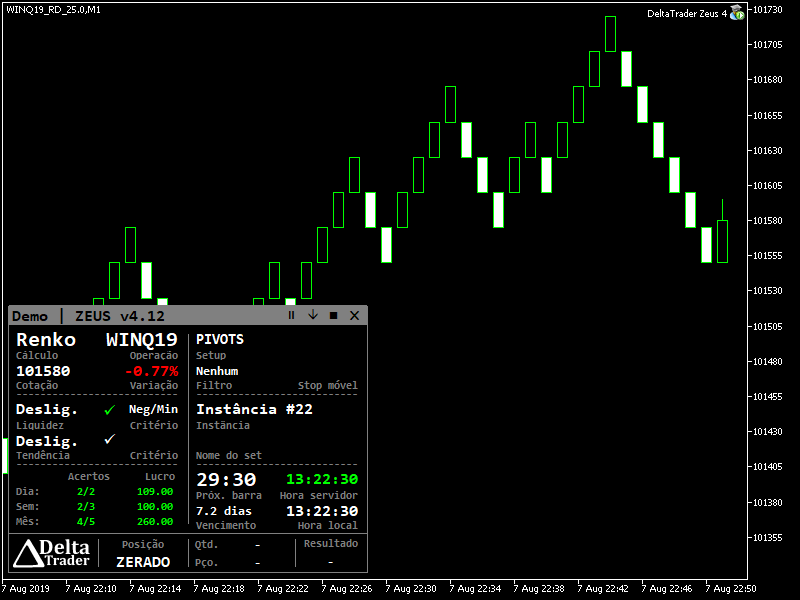 WINQ19_RD_25.0,M1
DeltaTrader Zeus 4
101730
101705
101680
101655
101630
101605
101580
101555
101530
101505
101480
101455
101430
101405
101380
101355
Demo | ZEUS v4.12
Renko WINQ19
Cálculo Operação
101580 -0.77%
Cotação Variação
Deslig. Neg/Min
Liquidez Critério
Deslig.
Tendência Critério
Acertos Lucro
Dia: 2/2 109.00
Sem: 2/3 100.00
Mês: 4/5 260.00
PIVOTS
Setup
Nenhum
Filtro Stop móvel
Instância #22
Instância
Nome do set
29:30 13:22:30
Próx. barra Hora servidor
7.2 dias 13:22:30
Vencimento Hora local
Delta Trader
Posição
ZERADO
Qtd. -
Pço. -
Resultado
-
7 Aug 2019 7 Aug 22:10 7 Aug 22:14 7 Aug 22:18 7 Aug 22:22 7 Aug 22:26 7 Aug 22:30 7 Aug 22:34 7 Aug 22:38 7 Aug 22:42 7 Aug 22:46 7 Aug 22:50